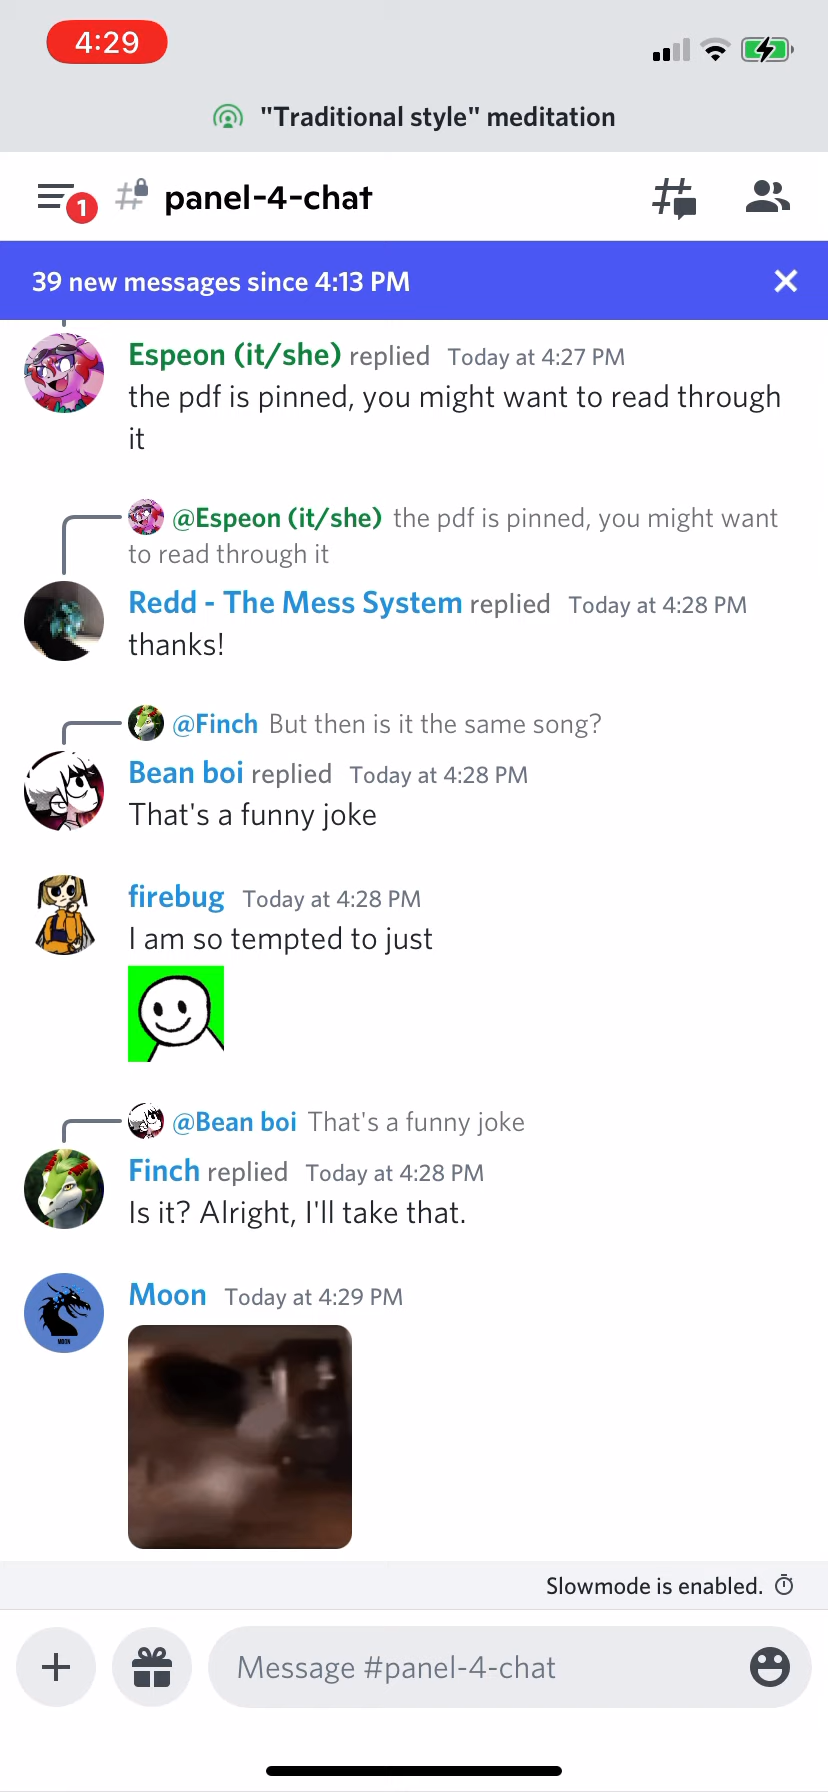 4:29
"Traditional style" meditation
1
panel-4-chat
39 new messages since 4:13 PM
Espeon (it/she) replied Today at 4:27 PM
the pdf is pinned, you might want to read through
it
@Espeon (it/she) the pdf is pinned, you might want
to read through it
Redd - The Mess System replied Today at 4:28 PM
thanks!
@Finch But then is it the same song?
Bean boi replied Today at 4:28 PM
That's a funny joke
firebug Today at 4:28 PM
I am so tempted to just
@Bean boi That's a funny joke
Finch replied Today at 4:28 PM
Is it? Alright, I'll take that.
Moon Today at 4:29 PM
MOON
Slowmode is enabled.
Message #panel-4-chat